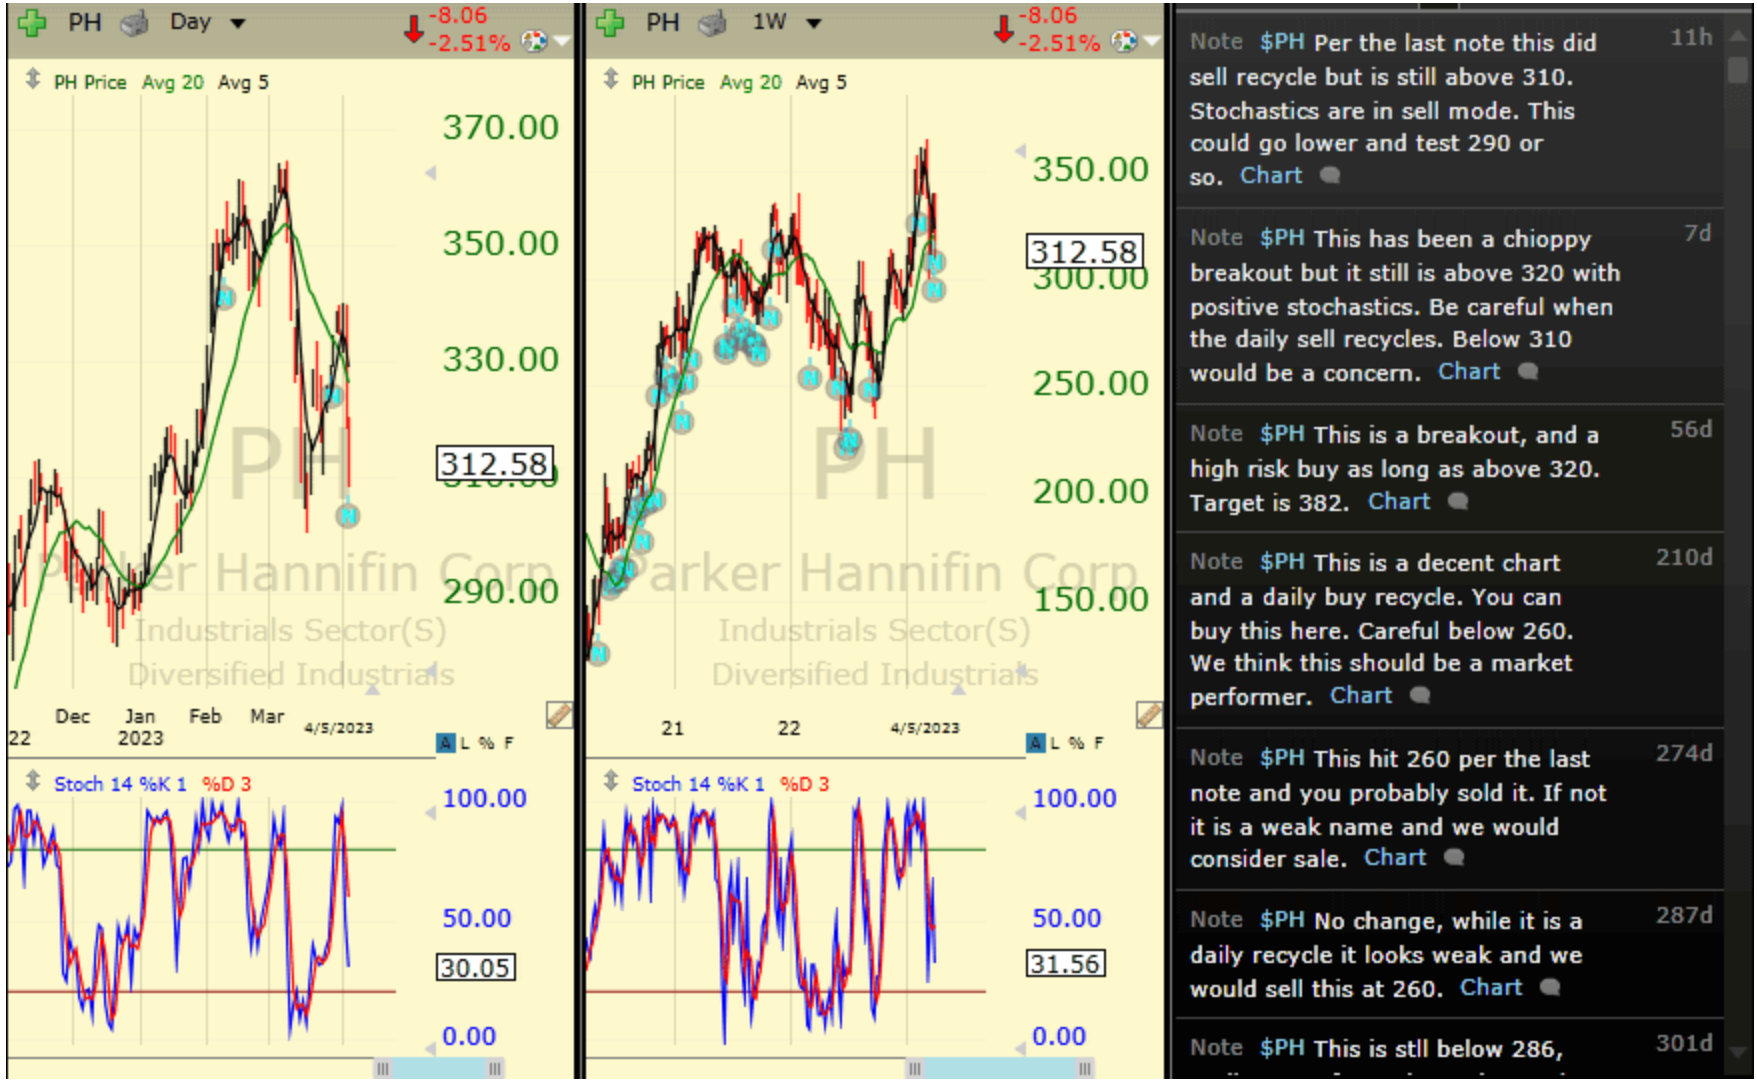 PH Day -8.06
-2.51%
PH Price Avg 20 Avg 5
370.00
350.00
330.00
312.58
310.00
290.00
PH
Parker Hannifin Corp
Industrials Sector(S)
Diversified Industrials
Dec Jan Feb Mar 4/5/2023
22 2023
A L % F
Stoch 14 %K 1 %D 3
100.00
50.00
30.05
0.00
PH 1W -8.06
-2.51%
PH Price Avg 20 Avg 5
350.00
312.58
300.00
250.00
200.00
150.00
PH
Parker Hannifin Corp
Industrials Sector(S)
Diversified Industrials
21 22 4/5/2023
A L % F
Stoch 14 %K 1 %D 3
100.00
50.00
31.56
0.00
Note $PH Per the last note this did 11h
sell recycle but is still above 310.
Stochastics are in sell mode. This
could go lower and test 290 or
so. Chart
Note $PH This has been a chioppy 7d
breakout but it still is above 320 with
positive stochastics. Be careful when
the daily sell recycles. Below 310
would be a concern. Chart
Note $PH This is a breakout, and a 56d
high risk buy as long as above 320.
Target is 382. Chart
Note $PH This is a decent chart 210d
and a daily buy recycle. You can
buy this here. Careful below 260.
We think this should be a market
performer. Chart
Note $PH This hit 260 per the last 274d
note and you probably sold it. If not
it is a weak name and we would
consider sale. Chart
Note $PH No change, while it is a 287d
daily recycle it looks weak and we
would sell this at 260. Chart
Note $PH This is stll below 286, 301d